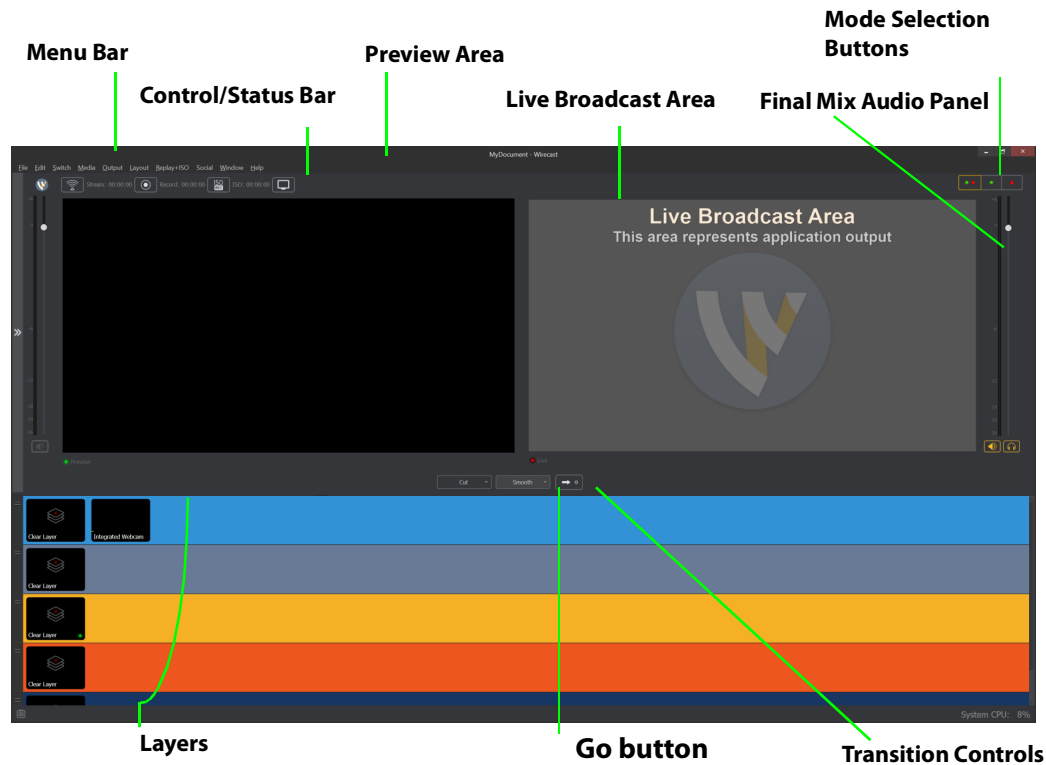 Mode Selection
Buttons
Menu Bar
Preview Area
Control/Status Bar
Live Broadcast Area
Final Mix Audio Panel
MyDocument - Wirecast
File Edit Switch Media Output Layout Replay+ISO Social Window Help
Stream: 00:00:00 Record: 00:00:00 ISO ISO: 00:00:00
Live Broadcast Area
This area represents application output
Preview
Live
Cut Smooth
Clear Layer Integrated Webcam
Clear Layer
Clear Layer
Clear Layer
System CPU: 8%
Layers
Go button
Transition Controls